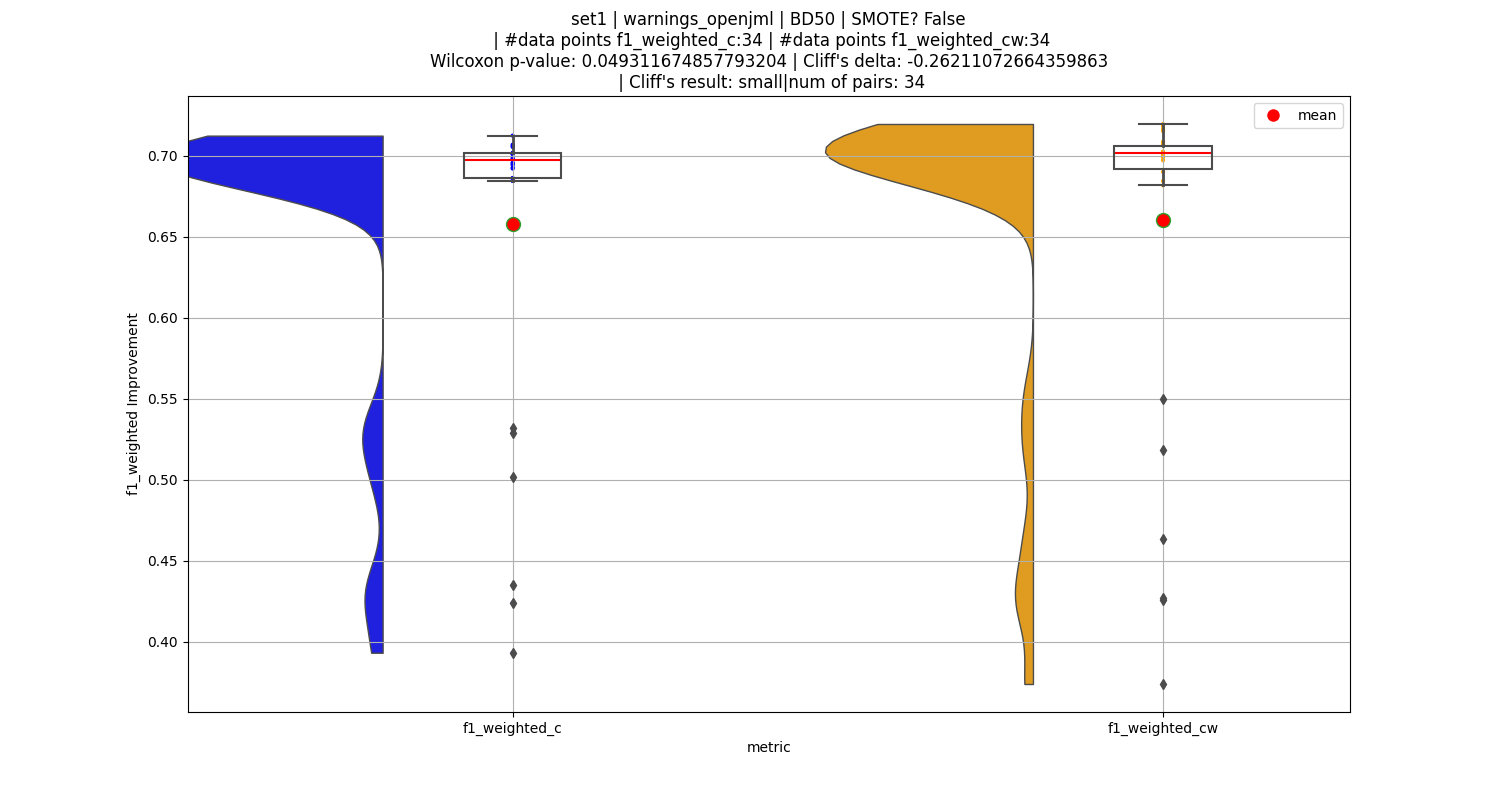 set1 | warnings_openjml | BD50 | SMOTE? False
| #data points f1_weighted_c:34 | #data points f1_weighted_cw:34
Wilcoxon p-value: 0.049311674857793204 | Cliff's delta: -0.26211072664359863
| Cliff's result: small|num of pairs: 34
mean
0.70
0.65
0.60
0.55
0.50
0.45
0.40
f1_weighted Improvement
f1_weighted_c
f1_weighted_cw
metric